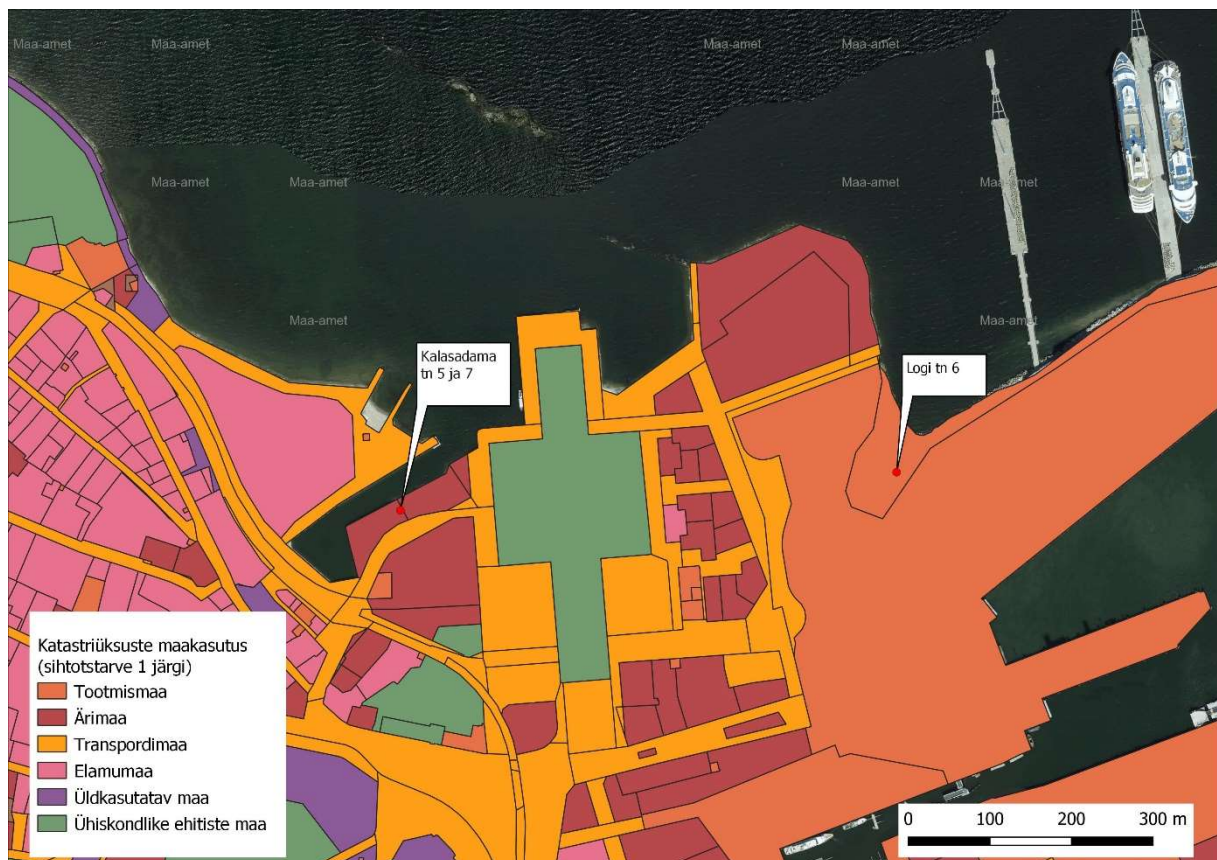 Maa-amet
Maa-amet
Maa-amet
Maa-amet
Maa-amet
Maa-amet
Maa-amet
Maa-amet
Maa-amet
Maa-amet
Kalasadama
tn 5 ja 7
Logi tn 6
Katastriüksuste maakasutus
(sihtotstarve 1 järgi)
Tootmismaa
Ärimaa
Transpordimaa
Elamumaa
Üldkasutatav maa
Ühiskondlike ehitiste maa
0 100 200 300 m